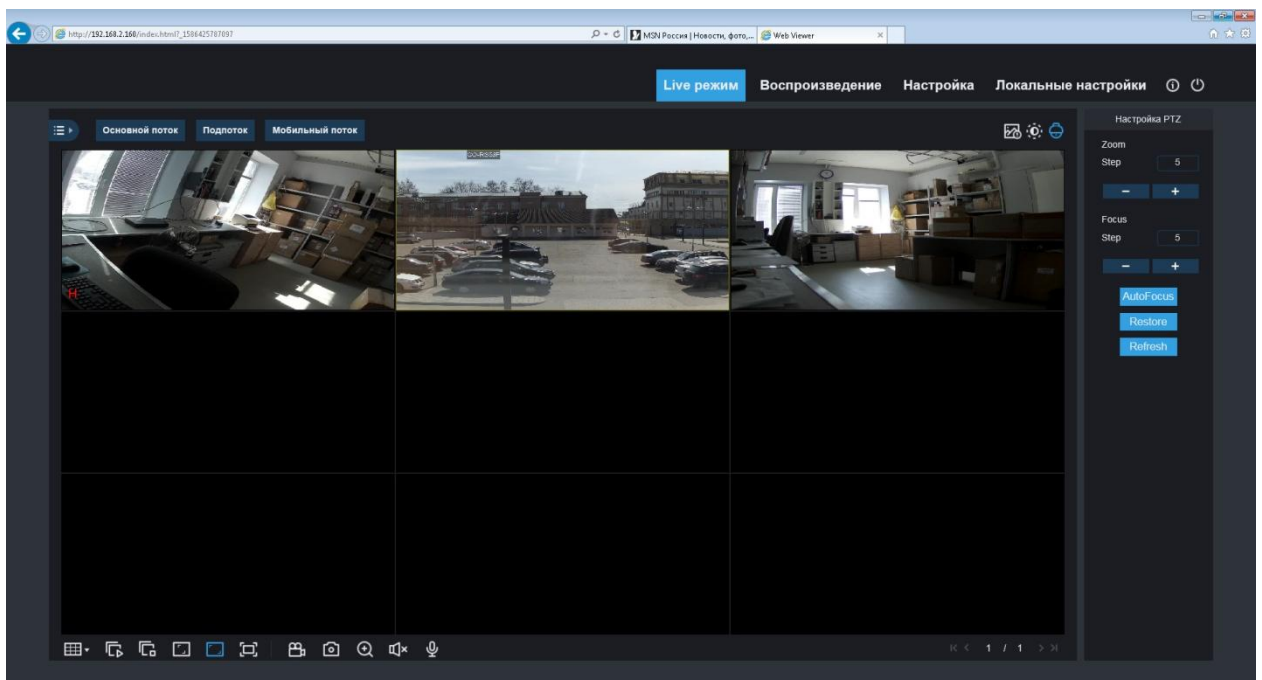 http://192.168.2.160/index.html?_1586425787097
MSN Россия | Новости, фото,...
Web Viewer
Live режим Воспроизведение Настройка Локальные настройки
Основной поток Подпоток Мобильный поток
Настройка PTZ
Zoom
Step 5
− +
Focus
Step 5
− +
AutoFocus
Restore
Refresh
H
1 / 1